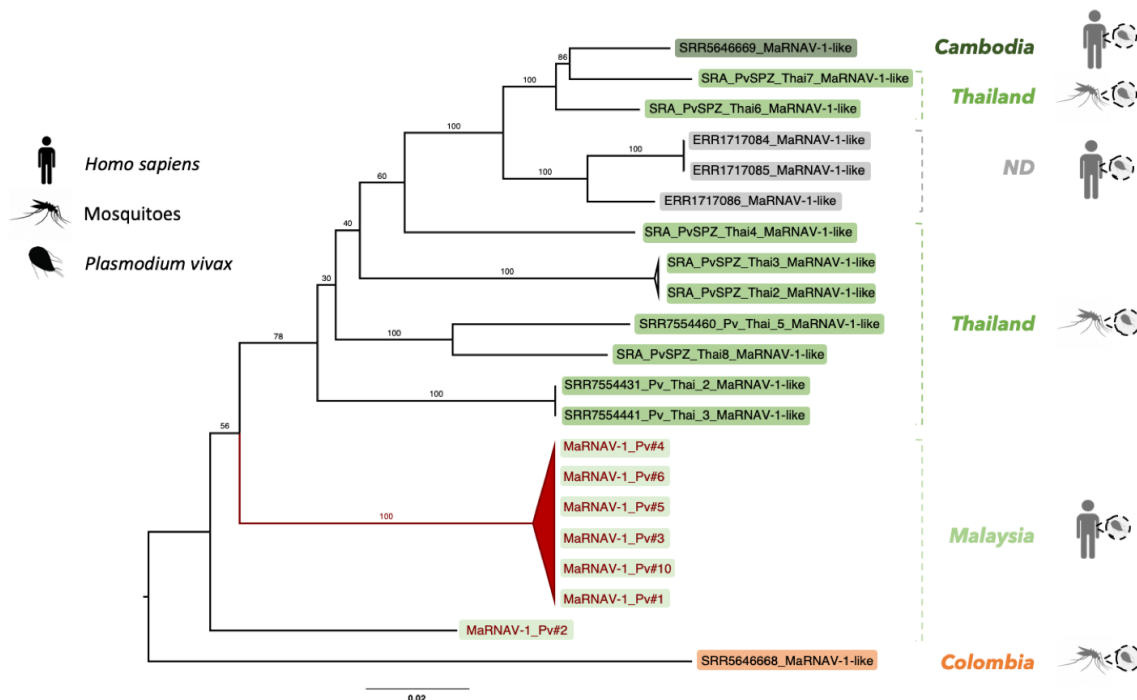 Homo sapiens
Mosquitoes
Plasmodium vivax
86
SRR5646669_MaRNAV-1-like
Cambodia
100
SRA_PvSPZ_Thai7_MaRNAV-1-like
Thailand
SRA_PvSPZ_Thai6_MaRNAV-1-like
100
100
ERR1717084_MaRNAV-1-like
ND
100
ERR1717085_MaRNAV-1-like
ERR1717086_MaRNAV-1-like
60
SRA_PvSPZ_Thai4_MaRNAV-1-like
40
100
SRA_PvSPZ_Thai3_MaRNAV-1-like
SRA_PvSPZ_Thai2_MaRNAV-1-like
30
100
SRR7554460_Pv_Thai_5_MaRNAV-1-like
Thailand
SRA_PvSPZ_Thai8_MaRNAV-1-like
78
100
SRR7554431_Pv_Thai_2_MaRNAV-1-like
SRR7554441_Pv_Thai_3_MaRNAV-1-like
56
100
MaRNAV-1_Pv#4
MaRNAV-1_Pv#6
MaRNAV-1_Pv#5
MaRNAV-1_Pv#3
Malaysia
MaRNAV-1_Pv#10
MaRNAV-1_Pv#1
MaRNAV-1_Pv#2
SRR5646668_MaRNAV-1-like
Colombia
0.02